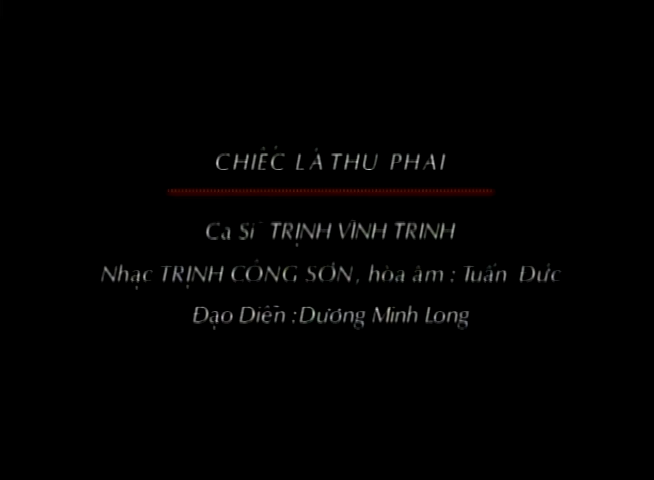 CHIẾC LÁ THU PHAI
Ca Sĩ TRỊNH VĨNH TRINH
Nhạc TRỊNH CÔNG SƠN, hòa âm : Tuấn Đức
Đạo Diễn : Dương Minh Long